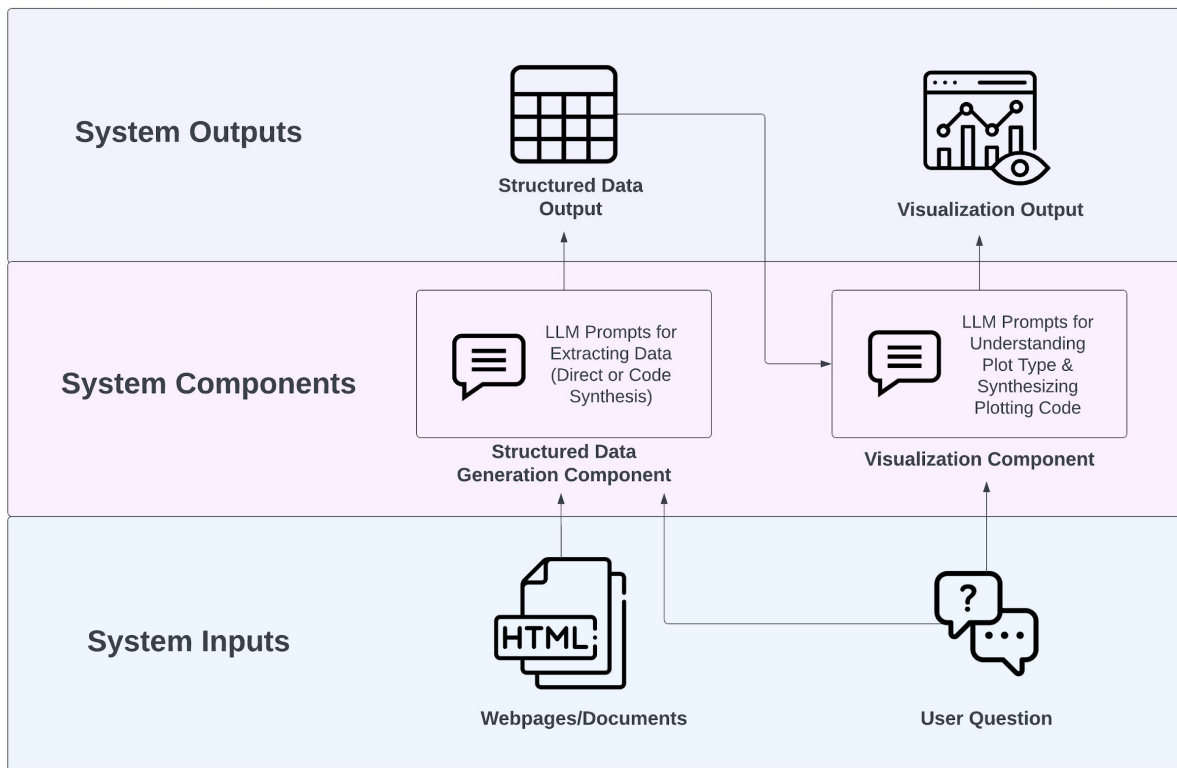 System Outputs
Structured Data
Output
Visualization Output
System Components
LLM Prompts for
Extracting Data
(Direct or Code
Synthesis)
Structured Data
Generation Component
LLM Prompts for
Understanding
Plot Type &
Synthesizing
Plotting Code
Visualization Component
System Inputs
HTML
Webpages/Documents
?
User Question